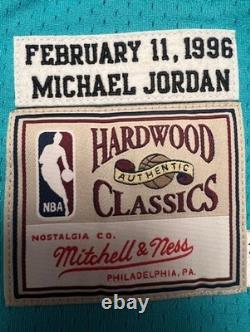 FEBRUARY 11, 1996
MICHAEL JORDAN
HARDWOOD
AUTHENTIC
CLASSICS
NBA
NOSTALGIA CO.
Mitchell & Ness
PHILADELPHIA, PA.